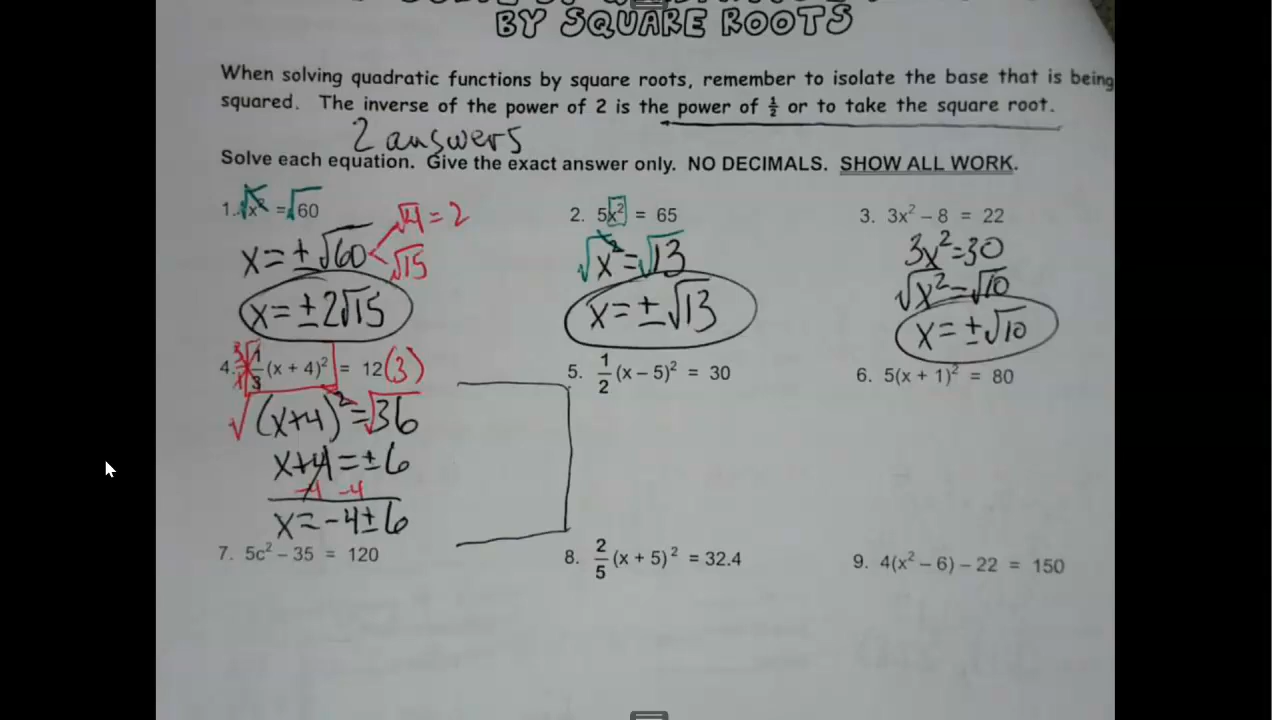 BY SQUARE ROOTS
When solving quadratic functions by square roots, remember to isolate the base that is being
squared. The inverse of the power of 2 is the power of ½ or to take the square root.
2 answers
Solve each equation. Give the exact answer only. NO DECIMALS. SHOW ALL WORK.
1. √x² = √60
x = ±√60
√4 = 2
√15
x = ±2√15
2. 5x² = 65
√x² = √13
x = ±√13
3. 3x² – 8 = 22
3x² = 30
√x² = √10
x = ±√10
4. 3/1 · 1/3 (x + 4)² = 12 (3)
√(x+4)² = √36
x+4 = ±6
-4 -4
x = -4 ± 6
5. 1/2 (x – 5)² = 30
6. 5(x + 1)² = 80
7. 5c² – 35 = 120
8. 2/5 (x + 5)² = 32.4
9. 4(x² – 6) – 22 = 150